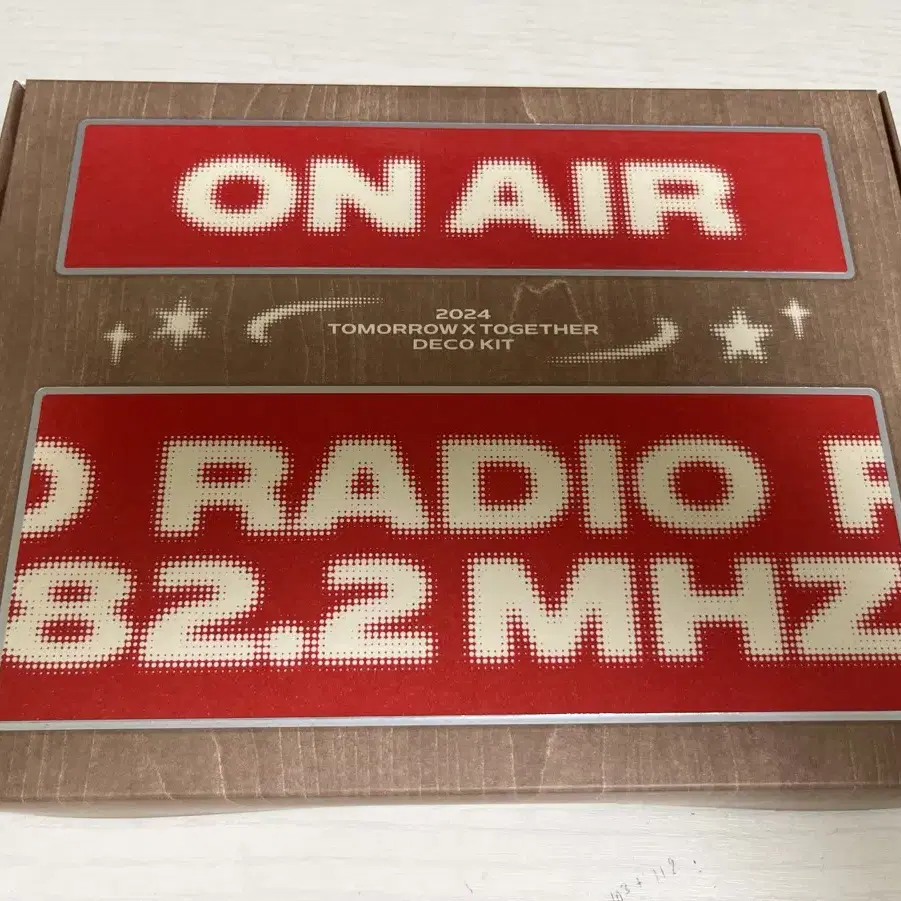 ON AIR
2024
TOMORROW X TOGETHER
DECO KIT
O RADIO R
82.2 MHZ